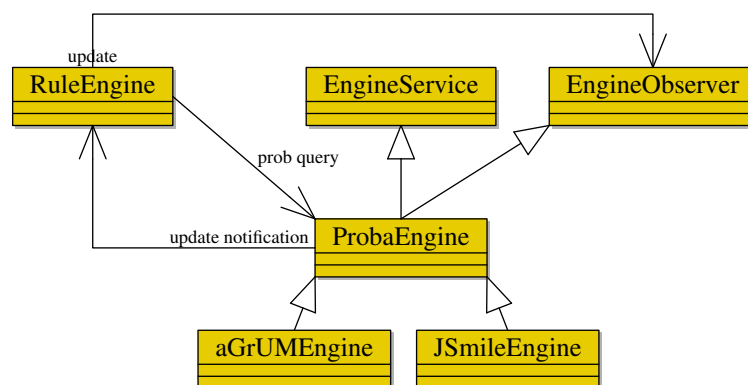 update
RuleEngine
EngineService
EngineObserver
prob query
update notification
ProbaEngine
aGrUMEngine
JSmileEngine